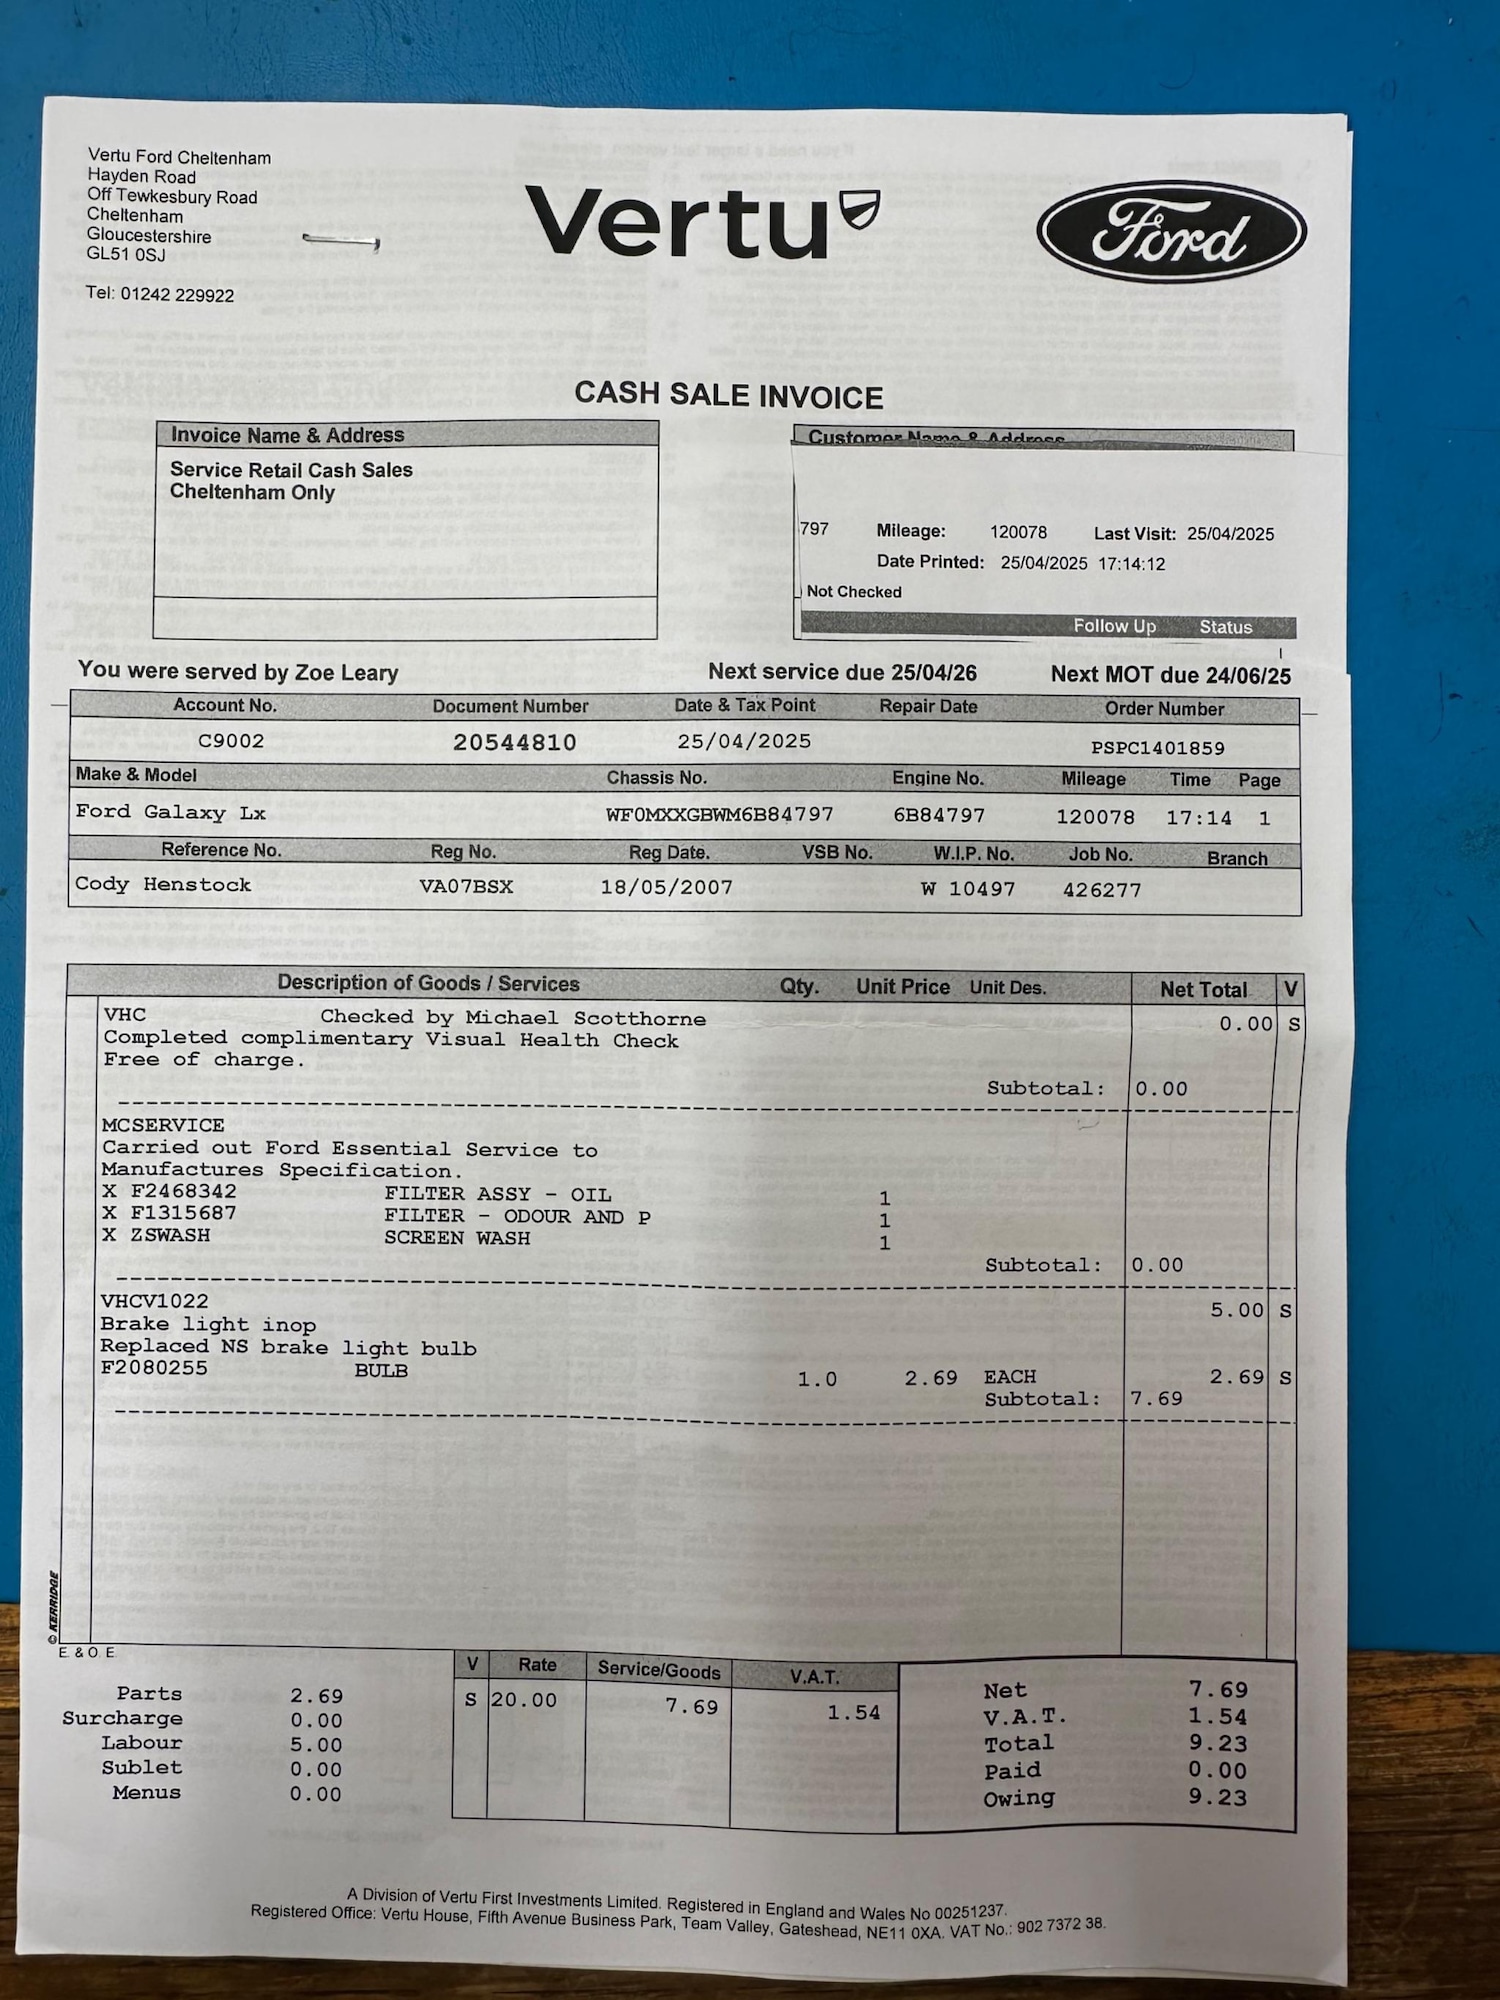 Vertu Ford Cheltenham
Hayden Road
Off Tewkesbury Road
Cheltenham
Gloucestershire
GL51 0SJ
Tel: 01242 229922
Vertu
Ford
CASH SALE INVOICE
Invoice Name & Address
Service Retail Cash Sales
Cheltenham Only
Customer Name & Address
797 Mileage: 120078 Last Visit: 25/04/2025
Date Printed: 25/04/2025 17:14:12
Not Checked
Follow Up Status
You were served by Zoe Leary Next service due 25/04/26 Next MOT due 24/06/25
Account No. Document Number Date & Tax Point Repair Date Order Number
C9002 20544810 25/04/2025 PSPC1401859
Make & Model Chassis No. Engine No. Mileage Time Page
Ford Galaxy Lx WF0MXXGBWM6B84797 6B84797 120078 17:14 1
Reference No. Reg No. Reg Date. VSB No. W.I.P. No. Job No. Branch
Cody Henstock VA07BSX 18/05/2007 W 10497 426277
Description of Goods / Services Qty. Unit Price Unit Des. Net Total V
VHC Checked by Michael Scotthorne 0.00 S
Completed complimentary Visual Health Check
Free of charge.
Subtotal: 0.00
MCSERVICE
Carried out Ford Essential Service to
Manufactures Specification.
X F2468342 FILTER ASSY - OIL 1
X F1315687 FILTER - ODOUR AND P 1
X ZSWASH SCREEN WASH 1
Subtotal: 0.00
VHCV1022 5.00 S
Brake light inop
Replaced NS brake light bulb
F2080255 BULB 1.0 2.69 EACH 2.69 S
Subtotal: 7.69
© KERRIDGE
E. & O. E
Parts 2.69
Surcharge 0.00
Labour 5.00
Sublet 0.00
Menus 0.00
V Rate Service/Goods V.A.T.
S 20.00 7.69 1.54
Net 7.69
V.A.T. 1.54
Total 9.23
Paid 0.00
Owing 9.23
A Division of Vertu First Investments Limited. Registered in England and Wales No 00251237.
Registered Office: Vertu House, Fifth Avenue Business Park, Team Valley, Gateshead, NE11 0XA. VAT No.: 902 7372 38.